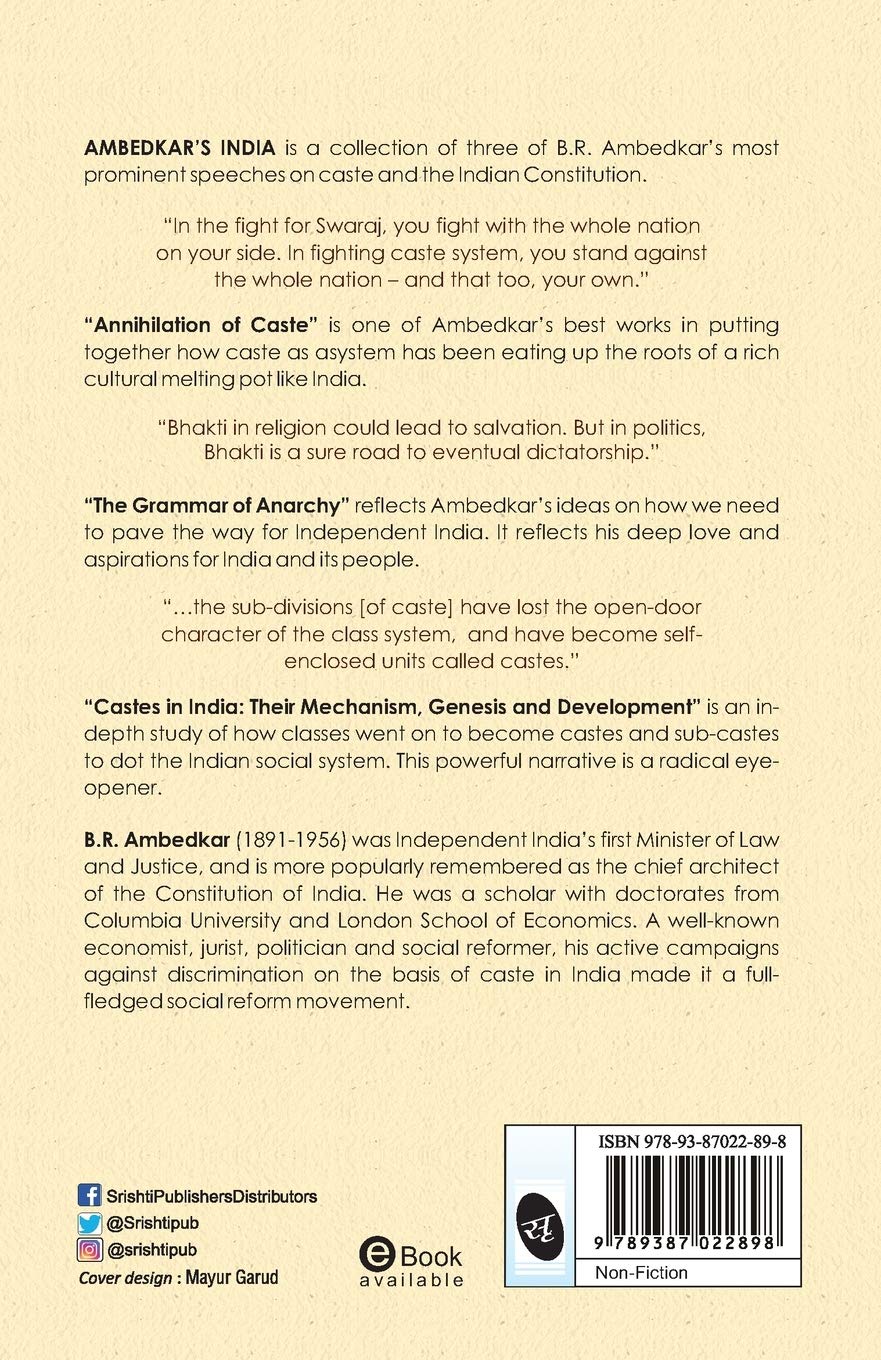 AMBEDKAR'S INDIA is a collection of three of B.R. Ambedkar's most
prominent speeches on caste and the Indian Constitution.
“In the fight for Swaraj, you fight with the whole nation
on your side. In fighting caste system, you stand against
the whole nation – and that too, your own.”
“Annihilation of Caste” is one of Ambedkar's best works in putting
together how caste as asystem has been eating up the roots of a rich
cultural melting pot like India.
“Bhakti in religion could lead to salvation. But in politics,
Bhakti is a sure road to eventual dictatorship.”
“The Grammar of Anarchy” reflects Ambedkar's ideas on how we need
to pave the way for Independent India. It reflects his deep love and
aspirations for India and its people.
“…the sub-divisions [of caste] have lost the open-door
character of the class system, and have become self-
enclosed units called castes.”
“Castes in India: Their Mechanism, Genesis and Development” is an in-
depth study of how classes went on to become castes and sub-castes
to dot the Indian social system. This powerful narrative is a radical eye-
opener.
B.R. Ambedkar (1891-1956) was Independent India's first Minister of Law
and Justice, and is more popularly remembered as the chief architect
of the Constitution of India. He was a scholar with doctorates from
Columbia University and London School of Economics. A well-known
economist, jurist, politician and social reformer, his active campaigns
against discrimination on the basis of caste in India made it a full-
fledged social reform movement.
SrishtiPublishersDistributors
@Srishtipub
@srishtipub
Cover design : Mayur Garud
eBook
available
ISBN 978-93-87022-89-8
9 789387 022898
Non-Fiction